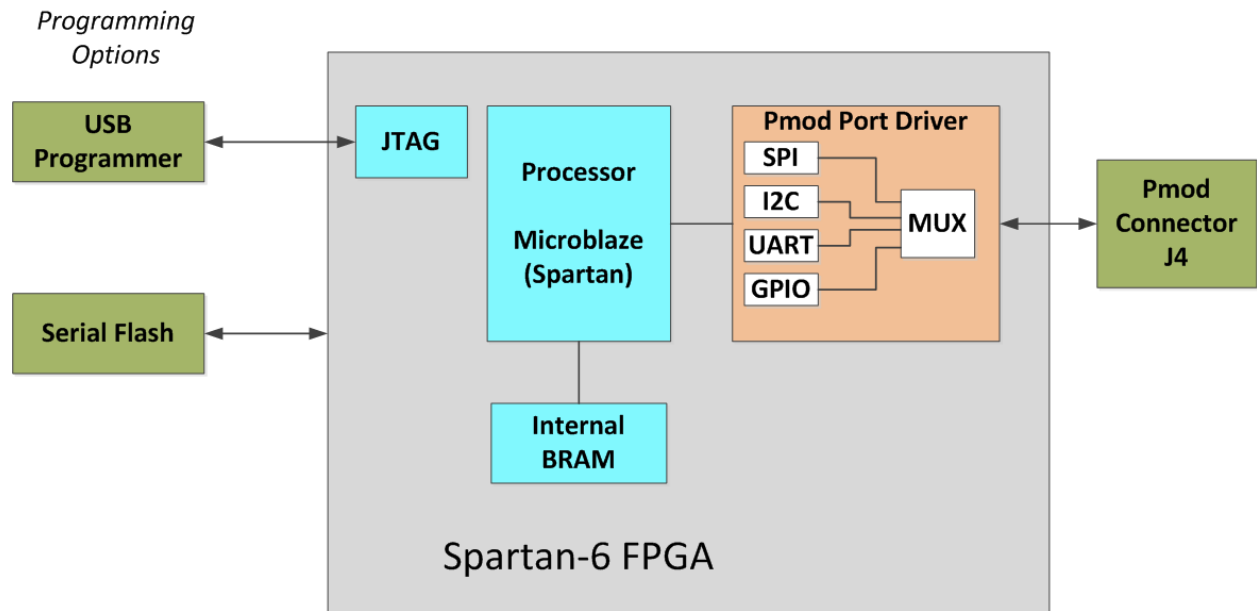 Programming
Options
USB
Programmer
JTAG
Processor
Microblaze
(Spartan)
Pmod Port Driver
SPI
I2C
UART
GPIO
MUX
Pmod
Connector
J4
Serial Flash
Internal
BRAM
Spartan-6 FPGA